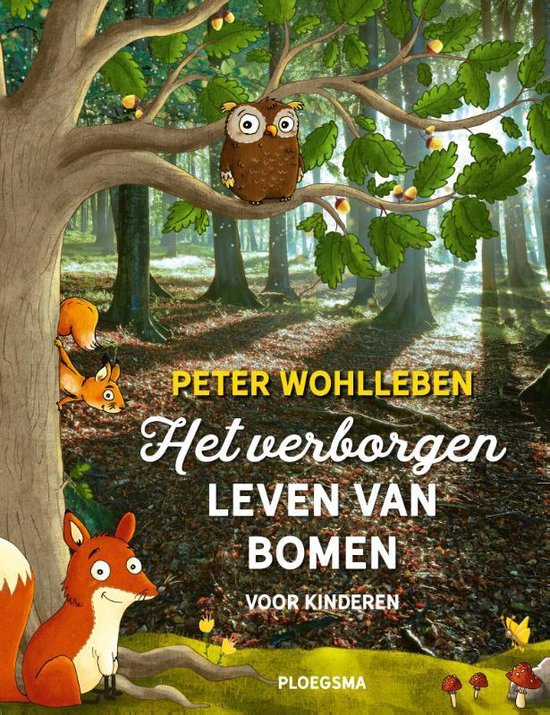 PETER WOHLLEBEN
Het verborgen
LEVEN VAN
BOMEN
VOOR KINDEREN
PLOEGSMA